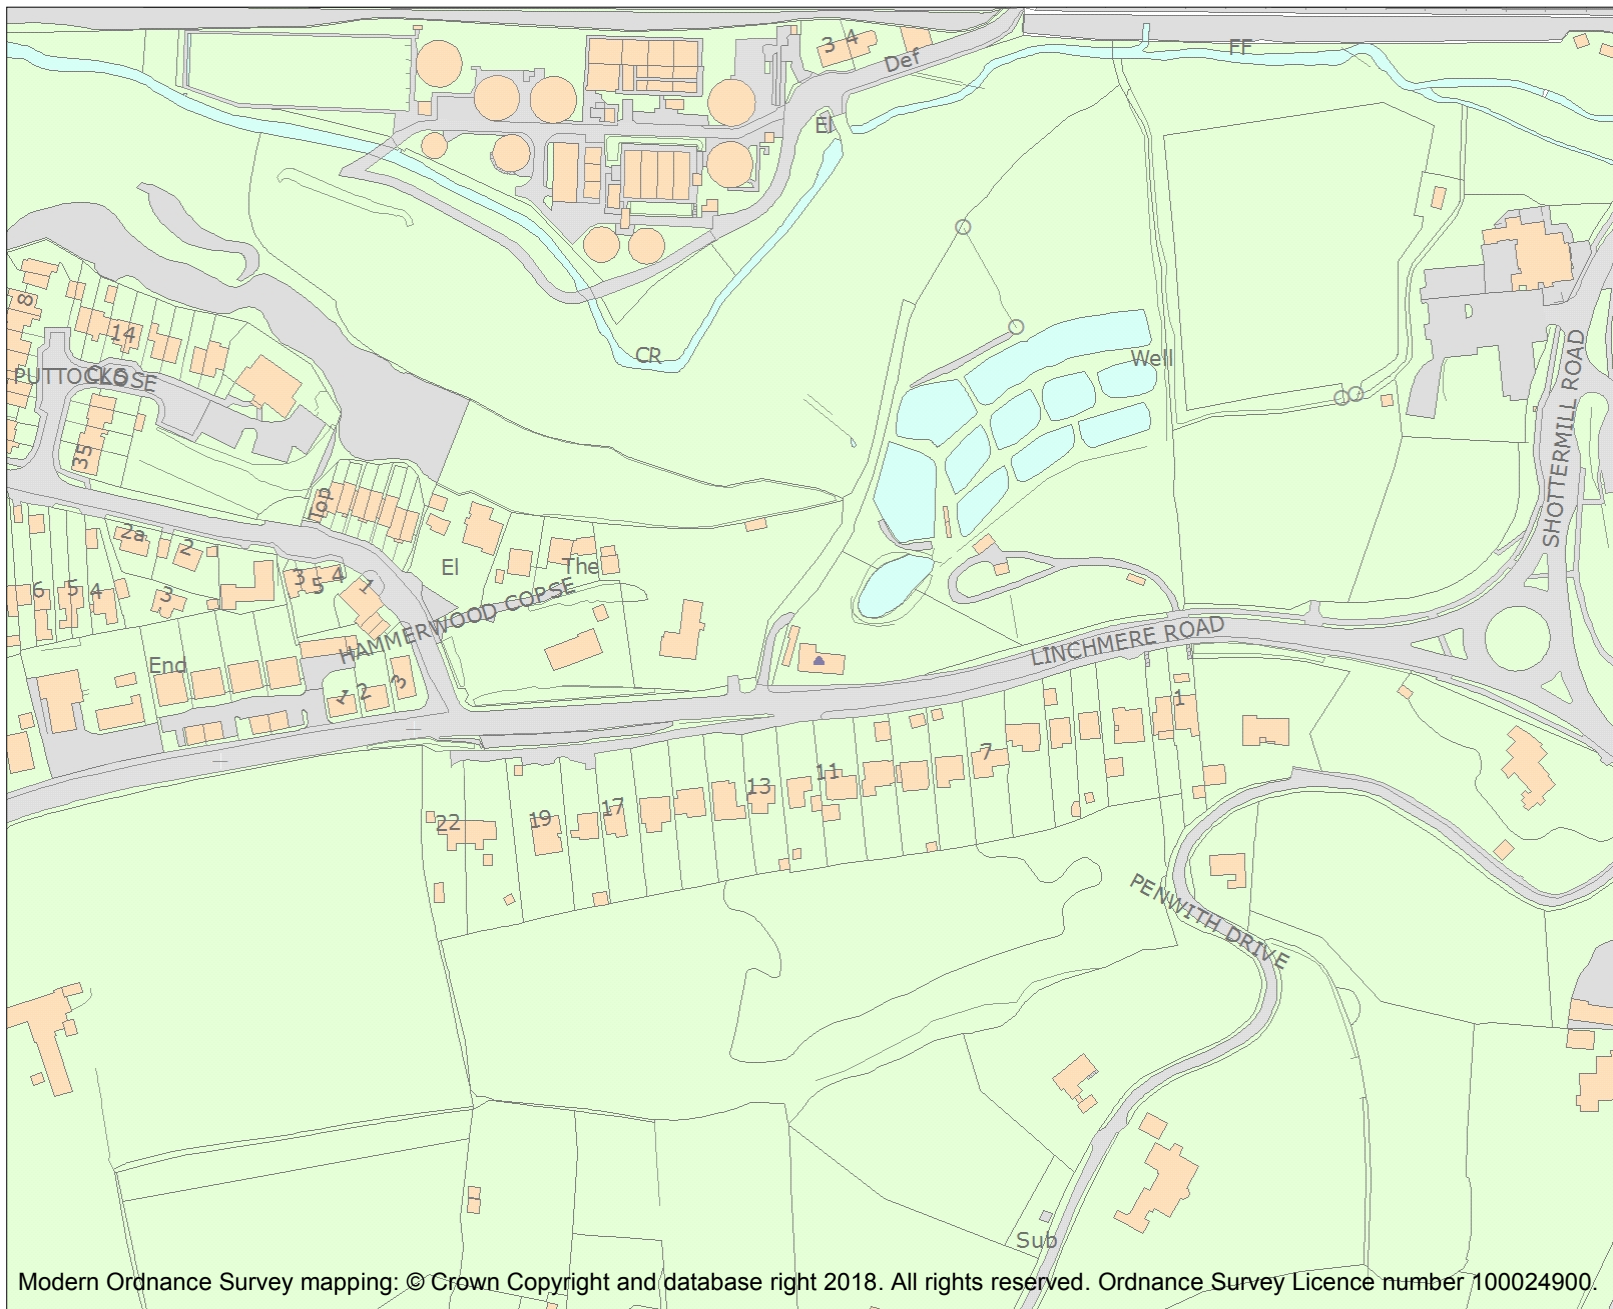 3 4
Def
FF
El
8
14
CR
Well
PUTTOCKS
CLOSE
SHOTTERMILL ROAD
35
Top
2a
2
El
The
3
5
4
1
6
5
4
3
HAMMERWOOD COPSE
LINCHMERE ROAD
End
1
2
3
1
7
11
13
17
19
22
PENWITH DRIVE
Sub
Modern Ordnance Survey mapping: © Crown Copyright and database right 2018. All rights reserved. Ordnance Survey Licence number 100024900.